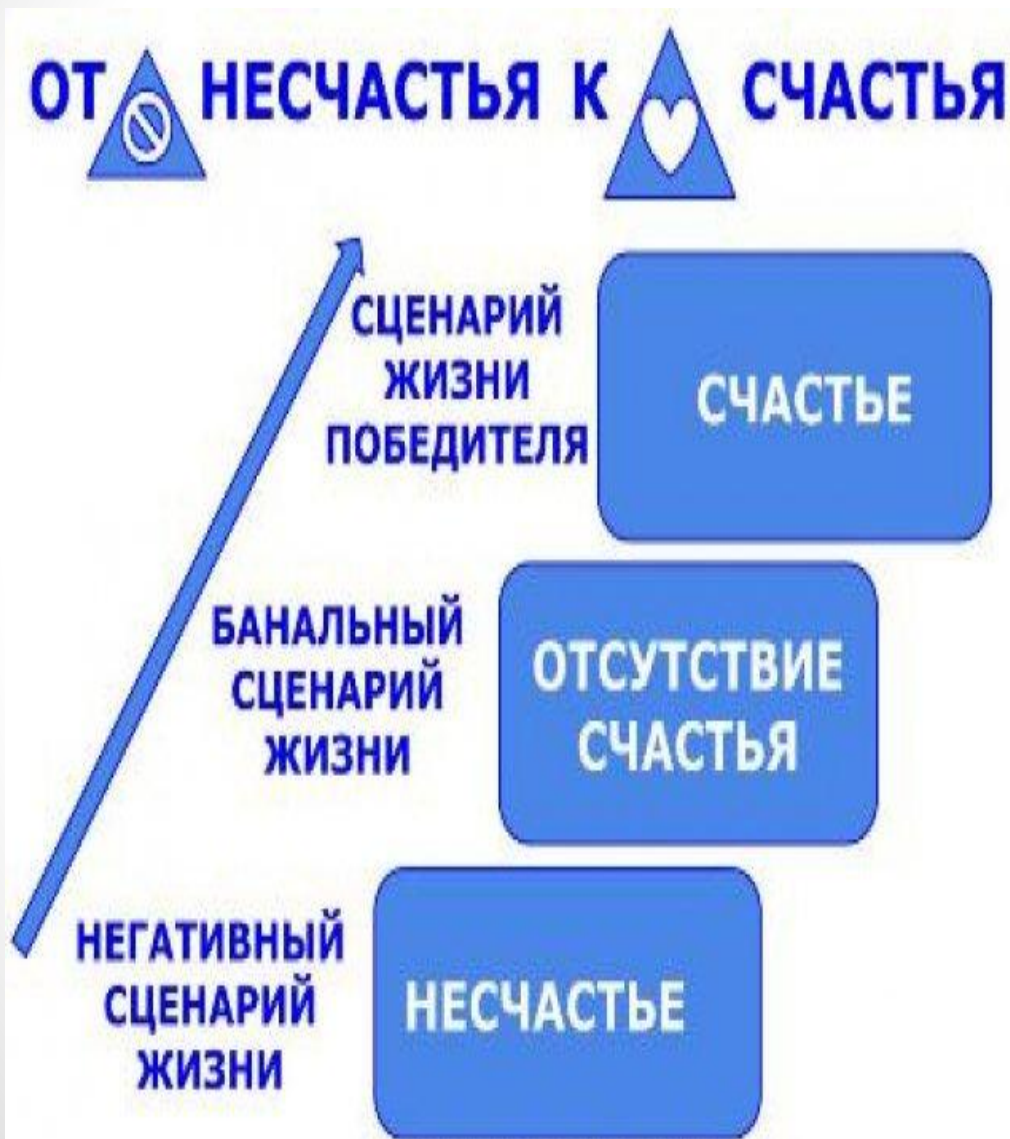 ОТ НЕСЧАСТЬЯ К СЧАСТЬЯ
СЦЕНАРИЙ
ЖИЗНИ
ПОБЕДИТЕЛЯ
СЧАСТЬЕ
БАНАЛЬНЫЙ
СЦЕНАРИЙ
ЖИЗНИ
ОТСУТСТВИЕ
СЧАСТЬЯ
НЕГАТИВНЫЙ
СЦЕНАРИЙ
ЖИЗНИ
НЕСЧАСТЬЕ